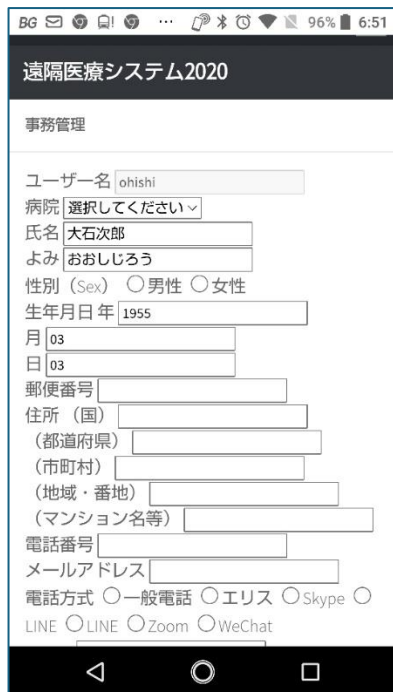 BG 96% 6:51
遠隔医療システム2020
事務管理
ユーザー名 ohishi
病院 選択してください
氏名 大石次郎
よみ おおしじろう
性別（Sex） 男性 女性
生年月日 年 1955
月 03
日 03
郵便番号
住所 （国）
（都道府県）
（市町村）
（地域・番地）
（マンション名等）
電話番号
メールアドレス
電話方式 一般電話 エリス Skype
LINE LINE Zoom WeChat